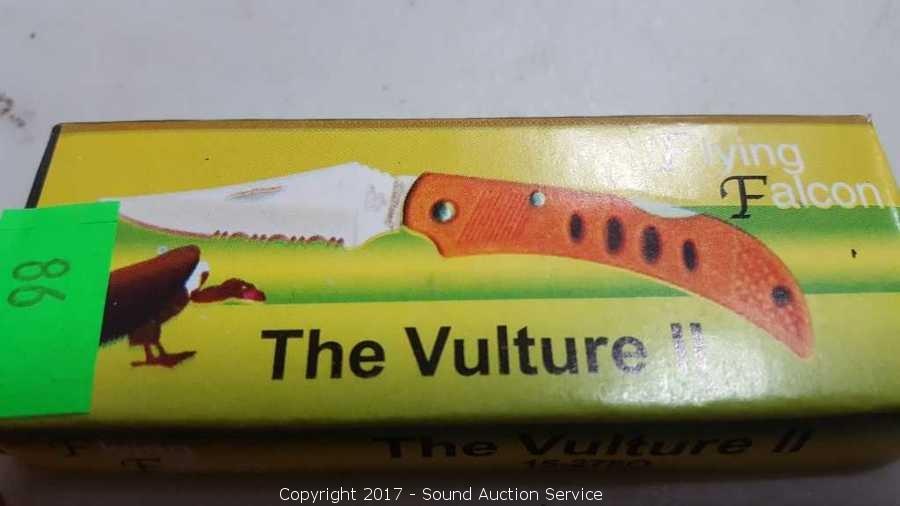 Flying
Falcon
86
The Vulture II
The Vulture II
Copyright 2017 - Sound Auction Service